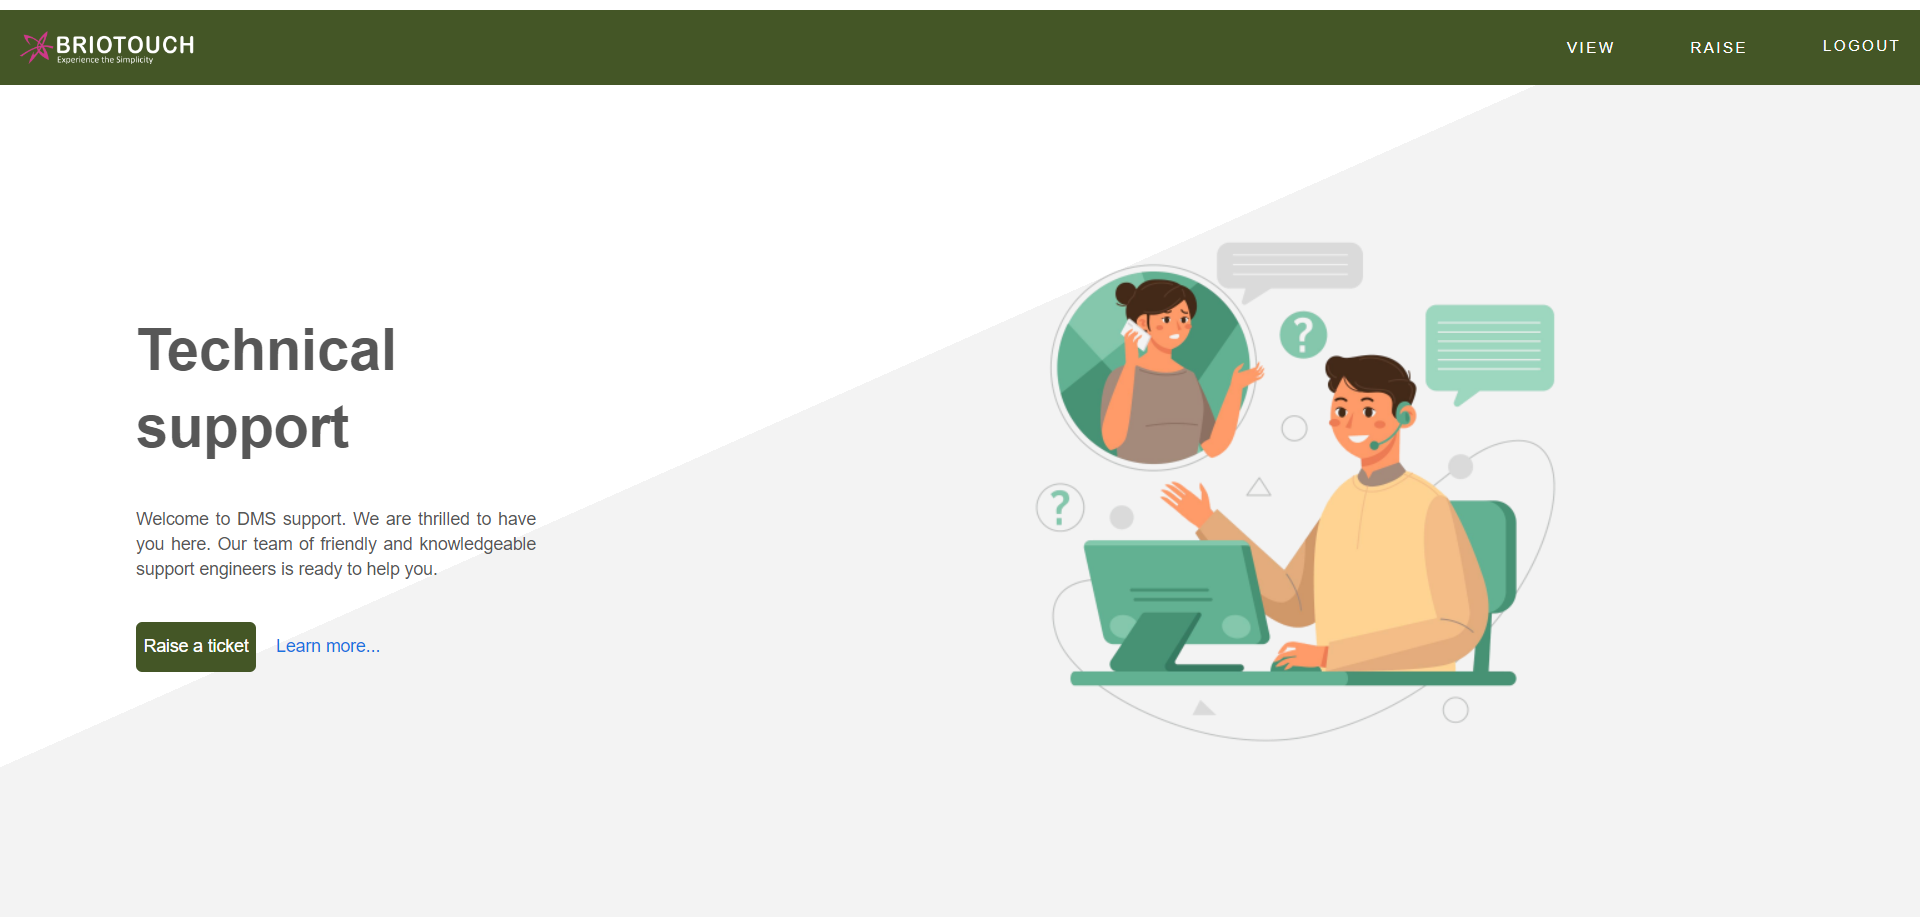 BRIOTOUCH
Experience the Simplicity
VIEW
RAISE
LOGOUT
Technical
support
Welcome to DMS support. We are thrilled to have
you here. Our team of friendly and knowledgeable
support engineers is ready to help you.
Raise a ticket
Learn more...
?
?